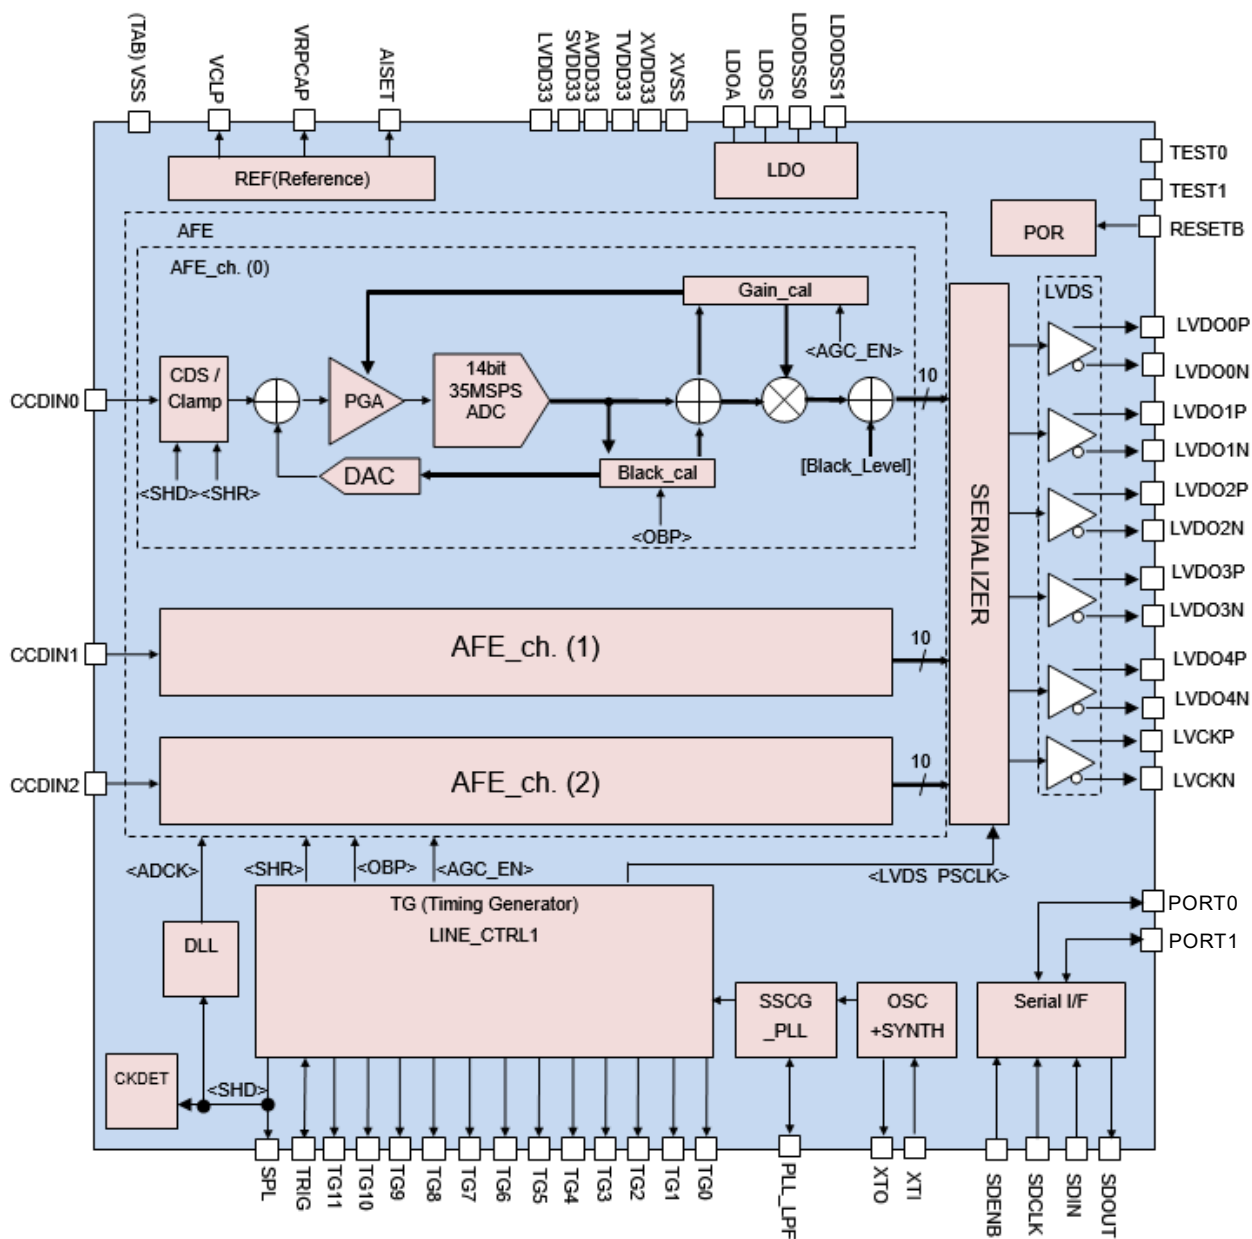 (TAB) VSS
VCLP
VRPCAP
AISET
LVDD33
SVDD33
AVDD33
TVDD33
XVDD33
XVSS
LDOA
LDOS
LDODSS0
LDODSS1
REF(Reference)
LDO
TEST0
TEST1
RESETB
POR
AFE
AFE_ch. (0)
Gain_cal
<AGC_EN>
CDS /
Clamp
PGA
14bit
35MSPS
ADC
10
CCDIN0
DAC
Black_cal
[Black_Level]
<SHD>
<SHR>
<OBP>
SERIALIZER
LVDS
LVDO0P
LVDO0N
LVDO1P
LVDO1N
LVDO2P
LVDO2N
LVDO3P
LVDO3N
LVDO4P
LVDO4N
LVCKP
LVCKN
CCDIN1
AFE_ch. (1)
10
CCDIN2
AFE_ch. (2)
10
<ADCK>
<SHR>
<OBP>
<AGC_EN>
<LVDS PSCLK>
TG (Timing Generator)
LINE_CTRL1
DLL
PORT0
PORT1
SSCG
_PLL
OSC
+SYNTH
Serial I/F
CKDET
<SHD>
SPL
TRIG
TG11
TG10
TG9
TG8
TG7
TG6
TG5
TG4
TG3
TG2
TG1
TG0
PLL_LPF
XTO
XTI
SDENB
SDCLK
SDIN
SDOUT